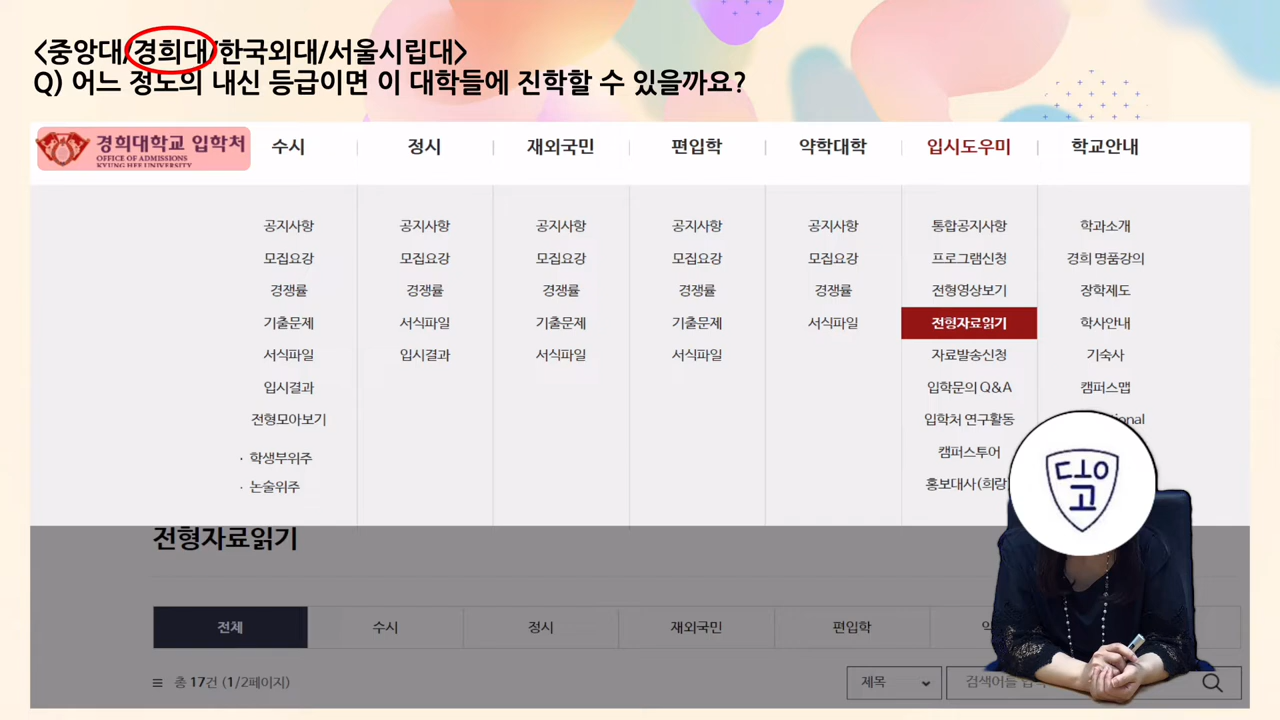 <중앙대/경희대/한국외대/서울시립대>
Q) 어느 정도의 내신 등급이면 이 대학들에 진학할 수 있을까요?
경희대학교 입학처
OFFICE OF ADMISSIONS
KYUNG HEE UNIVERSITY
수시 정시 재외국민 편입학 약학대학 입시도우미 학교안내
공지사항 공지사항 공지사항 공지사항 공지사항 통합공지사항 학과소개
모집요강 모집요강 모집요강 모집요강 모집요강 프로그램신청 경희 명품강의
경쟁률 경쟁률 경쟁률 경쟁률 경쟁률 전형영상보기 장학제도
기출문제 서식파일 기출문제 기출문제 서식파일 전형자료읽기 학사안내
서식파일 입시결과 서식파일 서식파일 자료발송신청 기숙사
입시결과 입학문의 Q&A 캠퍼스맵
전형모아보기 입학처 연구활동
· 학생부위주 캠퍼스투어
· 논술위주 홍보대사(희랑
당고
전형자료읽기
전체 수시 정시 재외국민 편입학
총 17건 (1/2페이지) 제목 검색어를